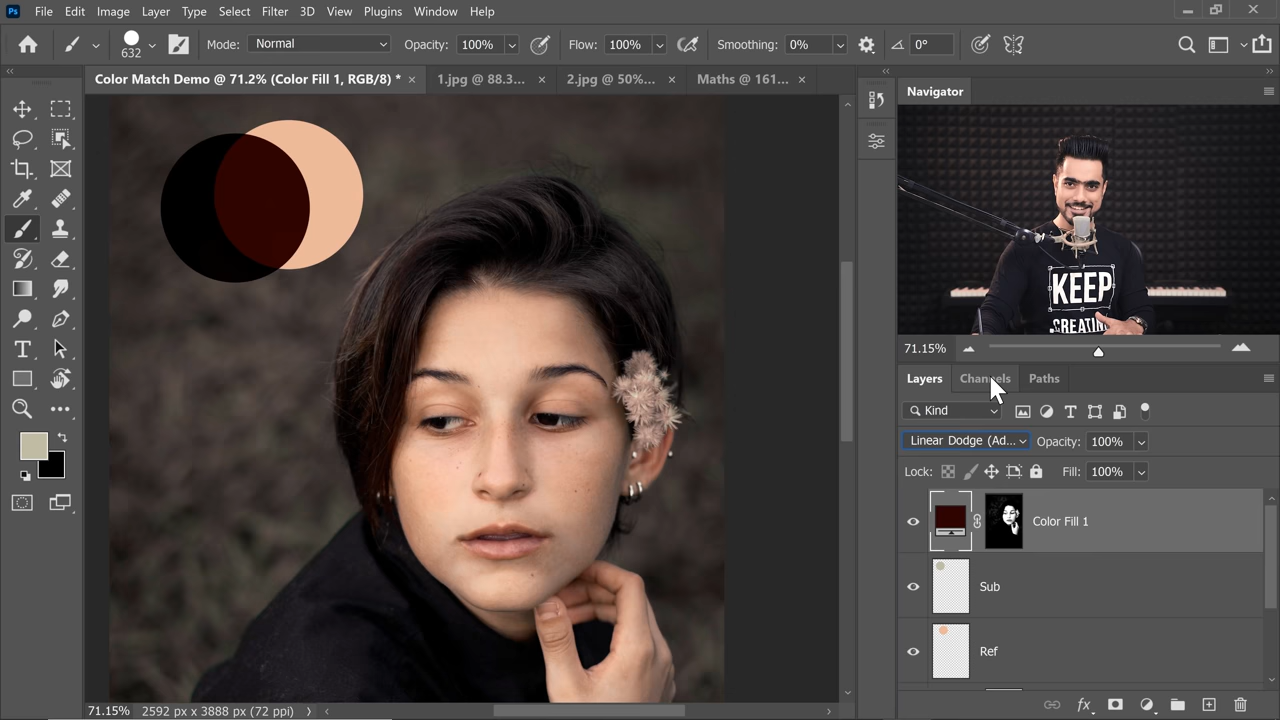 Ps File Edit Image Layer Type Select Filter 3D View Plugins Window Help
632 Mode: Normal Opacity: 100% Flow: 100% Smoothing: 0% 0°
Color Match Demo @ 71.2% (Color Fill 1, RGB/8) * × 1.jpg @ 88.3... × 2.jpg @ 50%... × Maths @ 161... ×
Navigator
KEEP
CREATING
71.15%
Layers Channels Paths
Kind
Linear Dodge (Ad... Opacity: 100%
Lock: Fill: 100%
Color Fill 1
Sub
Ref
71.15% 2592 px x 3888 px (72 ppi)
fx